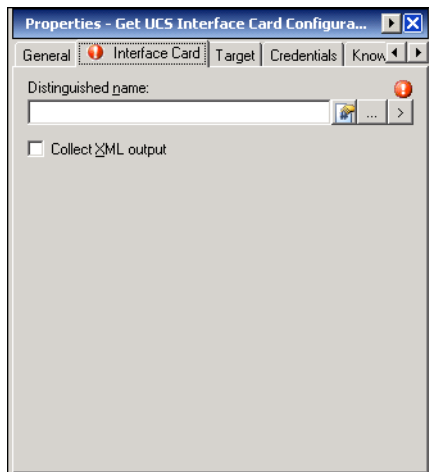 Properties - Get UCS Interface Card Configura...
General Interface Card Target Credentials Know
Distinguished name:
... >
Collect XML output